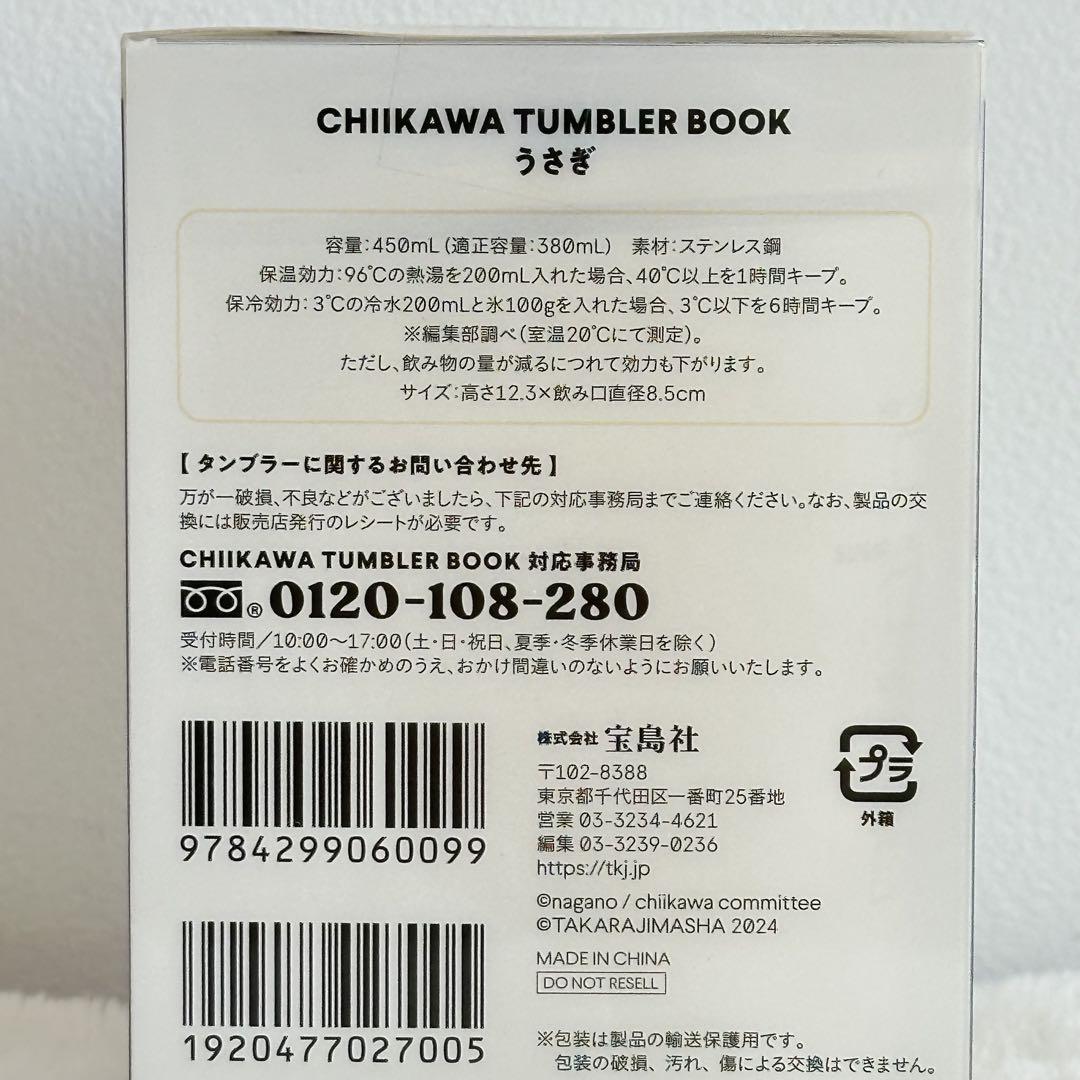 CHIIKAWA TUMBLER BOOK
うさぎ
容量:450mL(適正容量:380mL) 素材:ステンレス鋼
保温効力:96℃の熱湯を200mL入れた場合、40℃以上を1時間キープ。
保冷効力:3℃の冷水200mLと氷100gを入れた場合、3℃以下を6時間キープ。
※編集部調べ(室温20℃にて測定)。
ただし、飲み物の量が減るにつれて効力も下がります。
サイズ:高さ12.3×飲み口直径8.5cm
【タンブラーに関するお問い合わせ先】
万が一破損、不良などがございましたら、下記の対応事務局までご連絡ください。なお、製品の交
換には販売店発行のレシートが必要です。
CHIIKAWA TUMBLER BOOK 対応事務局
® 0120-108-280
受付時間/10:00〜17:00(土・日・祝日、夏季・冬季休業日を除く)
※電話番号をよくお確かめのうえ、おかけ間違いのないようにお願いいたします。
9784299060099
1920477027005
株式会社 宝島社
〒102-8388
東京都千代田区一番町25番地
営業 03-3234-4621
編集 03-3239-0236
https://tkj.jp
©nagano / chiikawa committee
©TAKARAJIMASHA 2024
MADE IN CHINA
DO NOT RESELL
プラ
外箱
※包装は製品の輸送保護用です。
包装の破損、汚れ、傷による交換はできません。